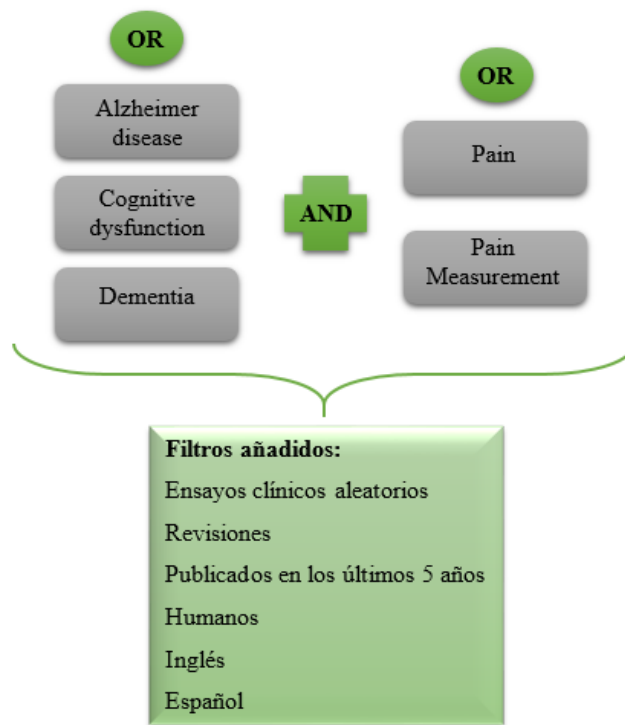 OR
Alzheimer
disease
Cognitive
dysfunction
Dementia
AND
OR
Pain
Pain
Measurement
Filtros añadidos:
Ensayos clínicos aleatorios
Revisiones
Publicados en los últimos 5 años
Humanos
Inglés
Español